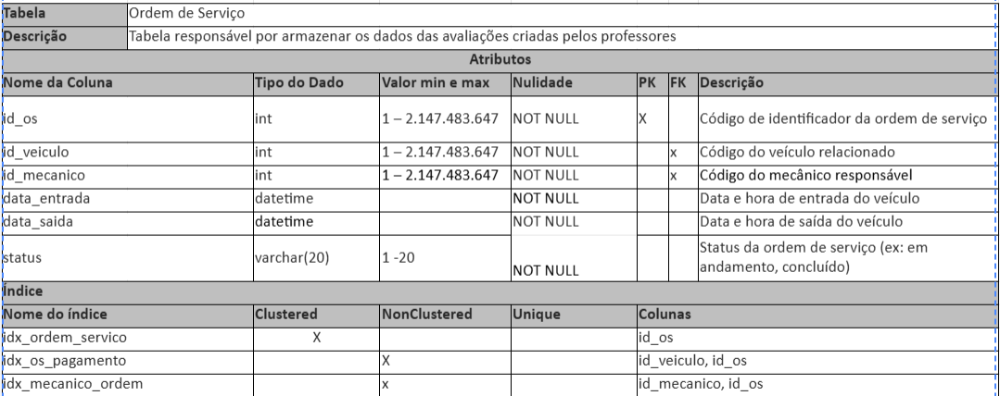 Tabela Ordem de Serviço
Descrição Tabela responsável por armazenar os dados das avaliações criadas pelos professores
Atributos
Nome da Coluna Tipo do Dado Valor min e max Nulidade PK FK Descrição
id_os int 1 – 2.147.483.647 NOT NULL X Código de identificador da ordem de serviço
id_veiculo int 1 – 2.147.483.647 NOT NULL x Código do veículo relacionado
id_mecanico int 1 – 2.147.483.647 NOT NULL x Código do mecânico responsável
data_entrada datetime NOT NULL Data e hora de entrada do veículo
data_saida datetime NOT NULL Data e hora de saída do veículo
status varchar(20) 1 -20 NOT NULL Status da ordem de serviço (ex: em
andamento, concluído)
Índice
Nome do índice Clustered NonClustered Unique Colunas
idx_ordem_servico X id_os
idx_os_pagamento X id_veiculo, id_os
idx_mecanico_ordem x id_mecanico, id_os